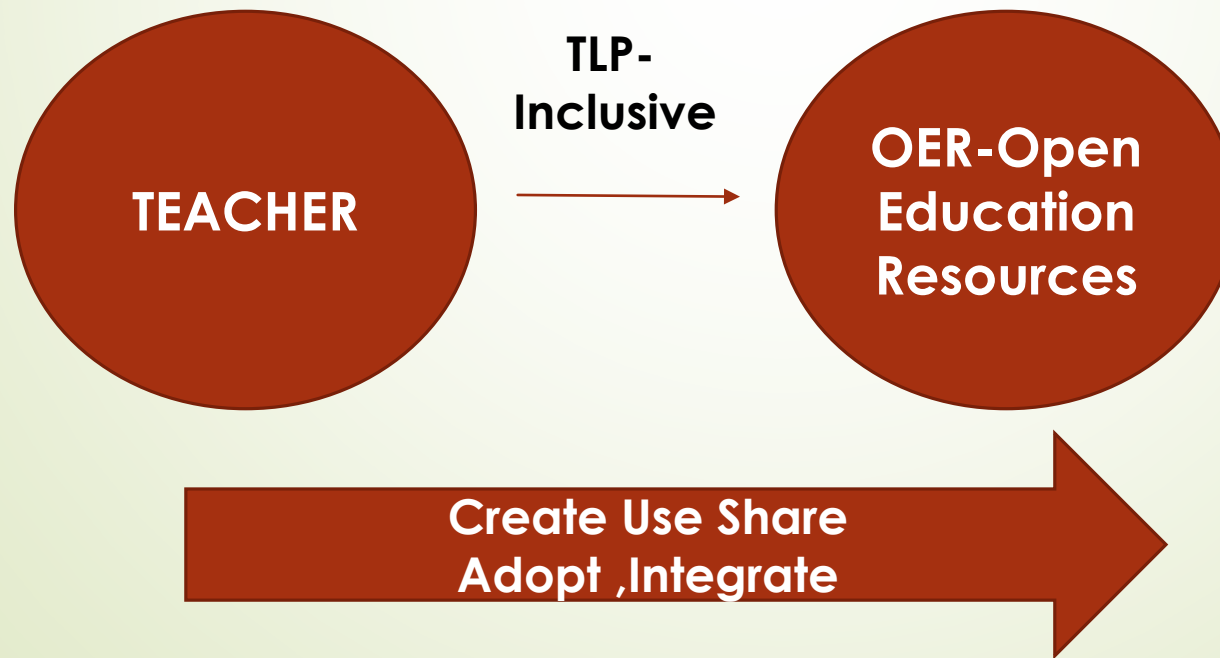 TEACHER
TLP-
Inclusive
OER-Open
Education
Resources
Create Use Share
Adopt ,Integrate